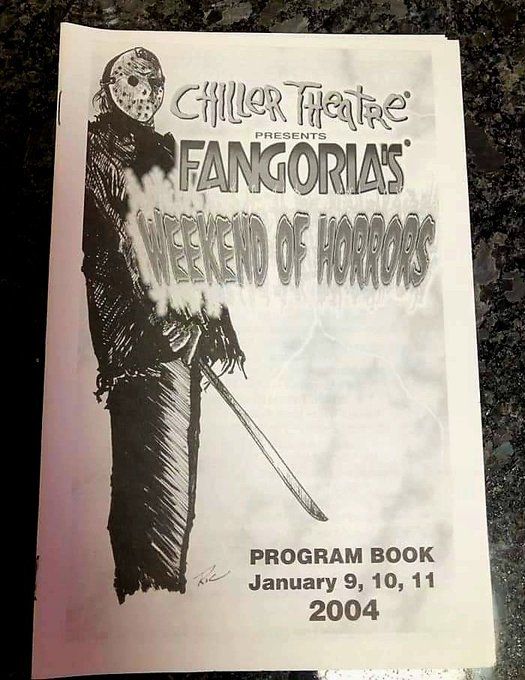 CHILLER THEATRE®
PRESENTS
FANGORIA'S®
WEEKEND OF HORRORS
PROGRAM BOOK
January 9, 10, 11
2004